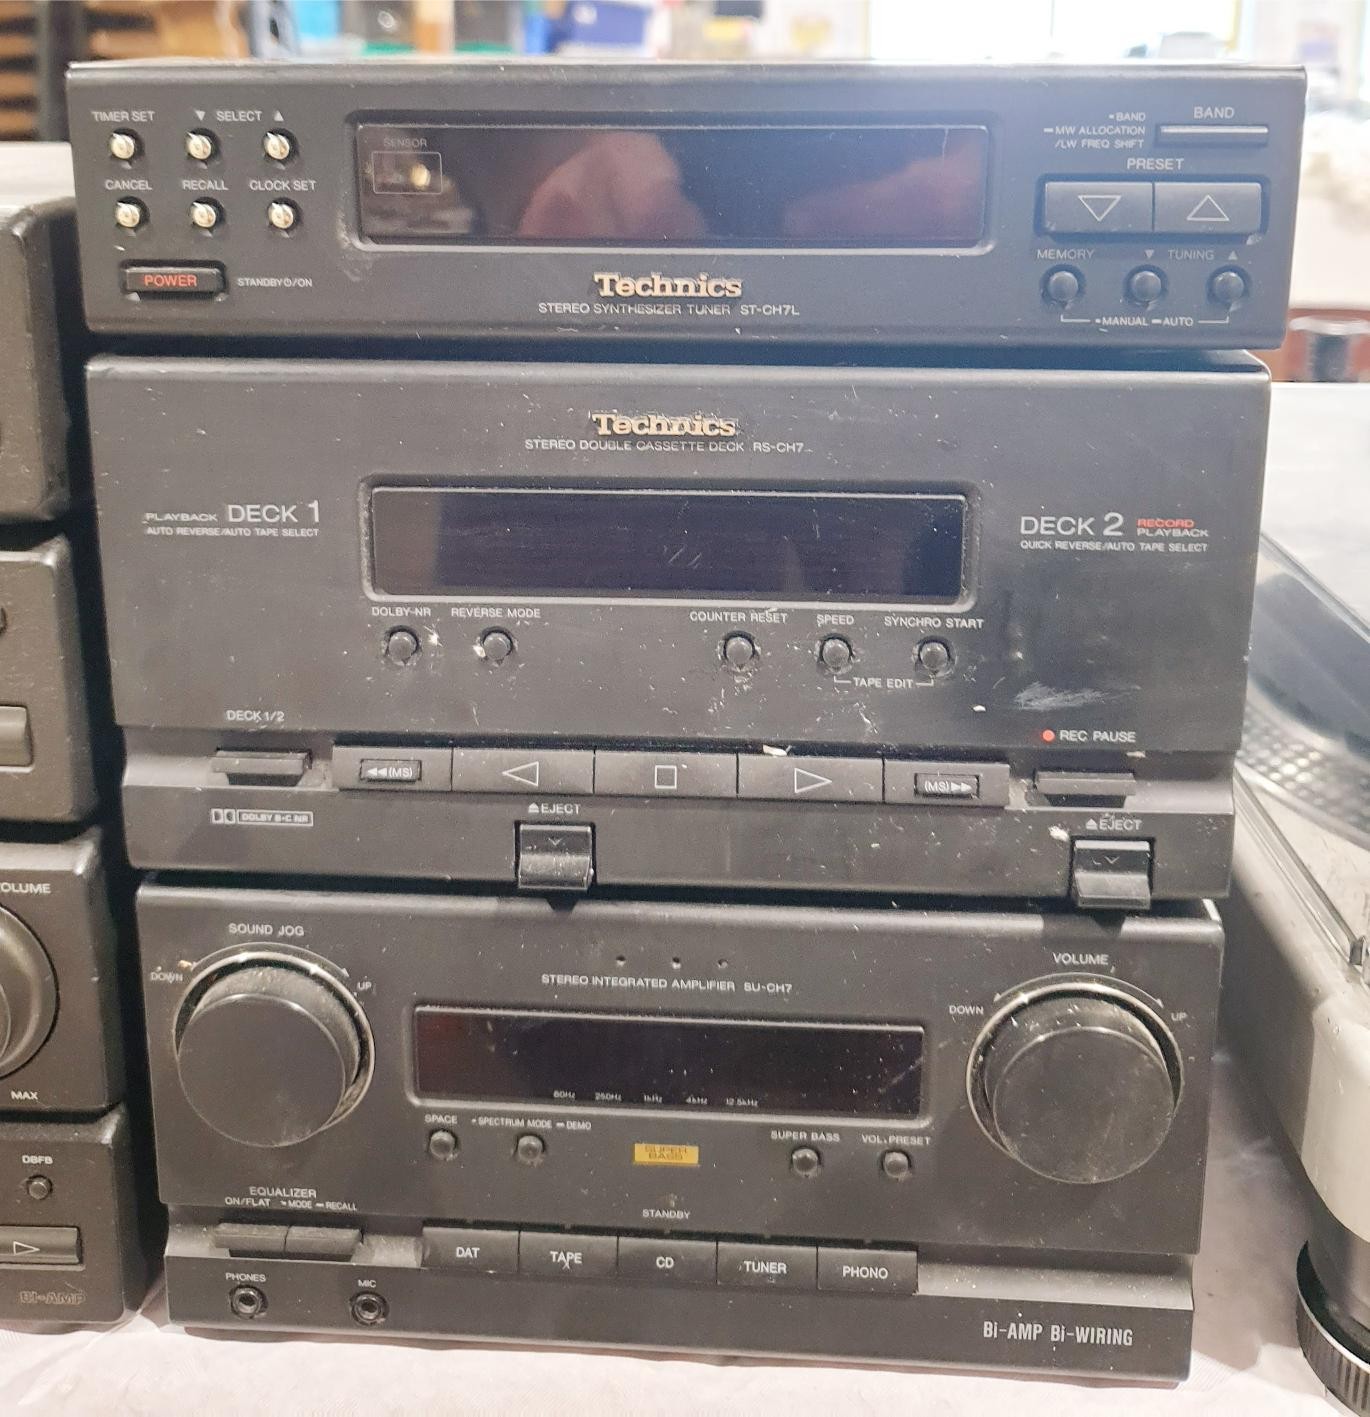 TIMER SET ▼ SELECT ▲
CANCEL RECALL CLOCK SET
POWER STANDBY⏻/ON
SENSOR
Technics
STEREO SYNTHESIZER TUNER ST-CH7L
BAND
MW ALLOCATION
/LW FREQ SHIFT
BAND
PRESET
MEMORY ▼ TUNING ▲
MANUAL AUTO
Technics
STEREO DOUBLE CASSETTE DECK RS-CH7
PLAYBACK DECK 1
AUTO REVERSE/AUTO TAPE SELECT
DECK 2 RECORD
PLAYBACK
QUICK REVERSE/AUTO TAPE SELECT
DOLBY-NR REVERSE MODE
COUNTER RESET SPEED SYNCHRO START
TAPE EDIT
DECK 1/2
REC PAUSE
◀◀(MS)
(MS)▶▶
DOLBY B-C NR
EJECT
EJECT
SOUND JOG
DOWN UP
STEREO INTEGRATED AMPLIFIER SU-CH7
VOLUME
DOWN UP
60Hz 250Hz 1kHz 4kHz 12.5kHz
SPACE SPECTRUM MODE DEMO
SUPER
BASS
SUPER BASS VOL.PRESET
EQUALIZER
ON/FLAT MODE RECALL
STANDBY
DAT TAPE CD TUNER PHONO
PHONES MIC
Bi-AMP Bi-WIRING
OLUME
MAX
DBFB
BI-AMP